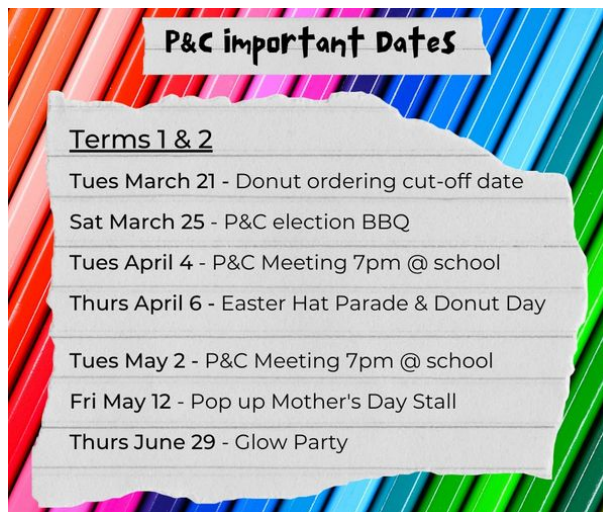 P&C important Dates
Terms 1 & 2
Tues March 21 - Donut ordering cut-off date
Sat March 25 - P&C election BBQ
Tues April 4 - P&C Meeting 7pm @ school
Thurs April 6 - Easter Hat Parade & Donut Day
Tues May 2 - P&C Meeting 7pm @ school
Fri May 12 - Pop up Mother's Day Stall
Thurs June 29 - Glow Party